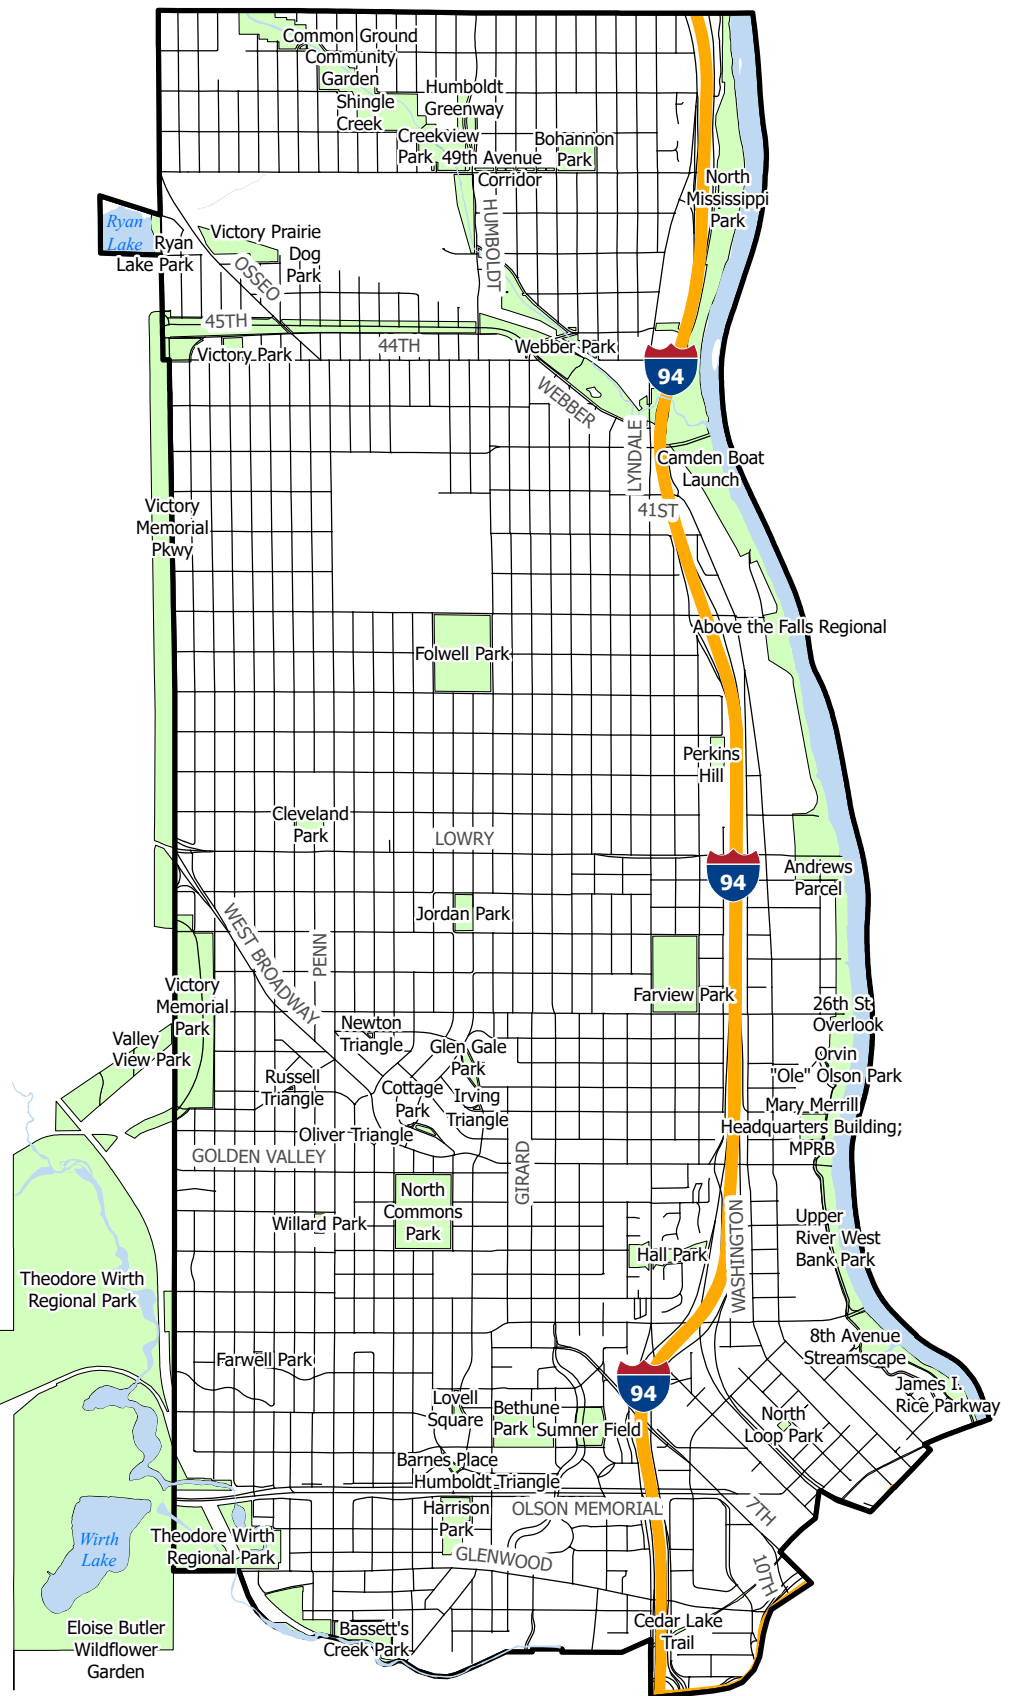 Common Ground
Community
Garden
Shingle
Creek
Humboldt
Greenway
Creekview
Park
49th Avenue
Corridor
Bohannon
Park
North
Mississippi
Park
HUMBOLDT
Ryan
Lake
Ryan
Lake Park
Victory Prairie
Dog
Park
OSSEO
45TH
44TH
Victory Park
Webber Park
94
WEBBER
LYNDALE
Camden Boat
Launch
41ST
Victory
Memorial
Pkwy
Above the Falls Regional
Folwell Park
Perkins
Hill
Cleveland
Park
LOWRY
94
Andrews
Parcel
Jordan Park
WEST BROADWAY
PENN
Farview Park
Victory
Memorial
Park
26th St
Overlook
Valley
View Park
Newton
Triangle
Glen Gale
Park
Orvin
"Ole" Olson Park
Russell
Triangle
Cottage
Park
Irving
Triangle
Mary Merrill
Headquarters Building;
MPRB
Oliver Triangle
GOLDEN VALLEY
GIRARD
North
Commons
Park
Willard Park
Upper
River West
Bank Park
Hall Park
WASHINGTON
Theodore Wirth
Regional Park
8th Avenue
Streamscape
Farwell Park
94
James I.
Rice Parkway
Lovell
Square
Bethune
Park
Sumner Field
North
Loop Park
Barnes Place
Humboldt Triangle
Harrison
Park
OLSON MEMORIAL
7TH
Wirth
Lake
Theodore Wirth
Regional Park
GLENWOOD
10TH
Eloise Butler
Wildflower
Garden
Bassett's
Creek Park
Cedar Lake
Trail